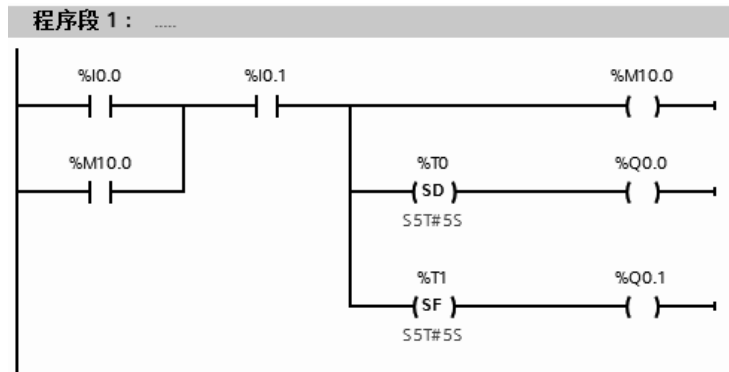 程序段 1： .....
%I0.0 %I0.1 %M10.0
%M10.0 %T0 %Q0.0
SD
S5T#5S
%T1 %Q0.1
SF
S5T#5S